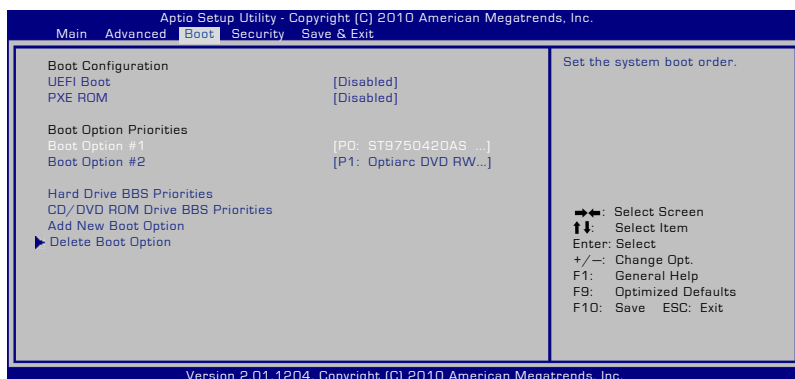 Aptio Setup Utility - Copyright (C) 2010 American Megatrends, Inc.
Main Advanced Boot Security Save & Exit
Boot Configuration
UEFI Boot [Disabled]
PXE ROM [Disabled]
Boot Option Priorities
Boot Option #1 [P0: ST9750420AS ...]
Boot Option #2 [P1: Optiarc DVD RW...]
Hard Drive BBS Priorities
CD/DVD ROM Drive BBS Priorities
Add New Boot Option
Delete Boot Option
Set the system boot order.
→←: Select Screen
↑↓: Select Item
Enter: Select
+/—: Change Opt.
F1: General Help
F9: Optimized Defaults
F10: Save ESC: Exit
Version 2.01.1204. Copyright (C) 2010 American Megatrends, Inc.